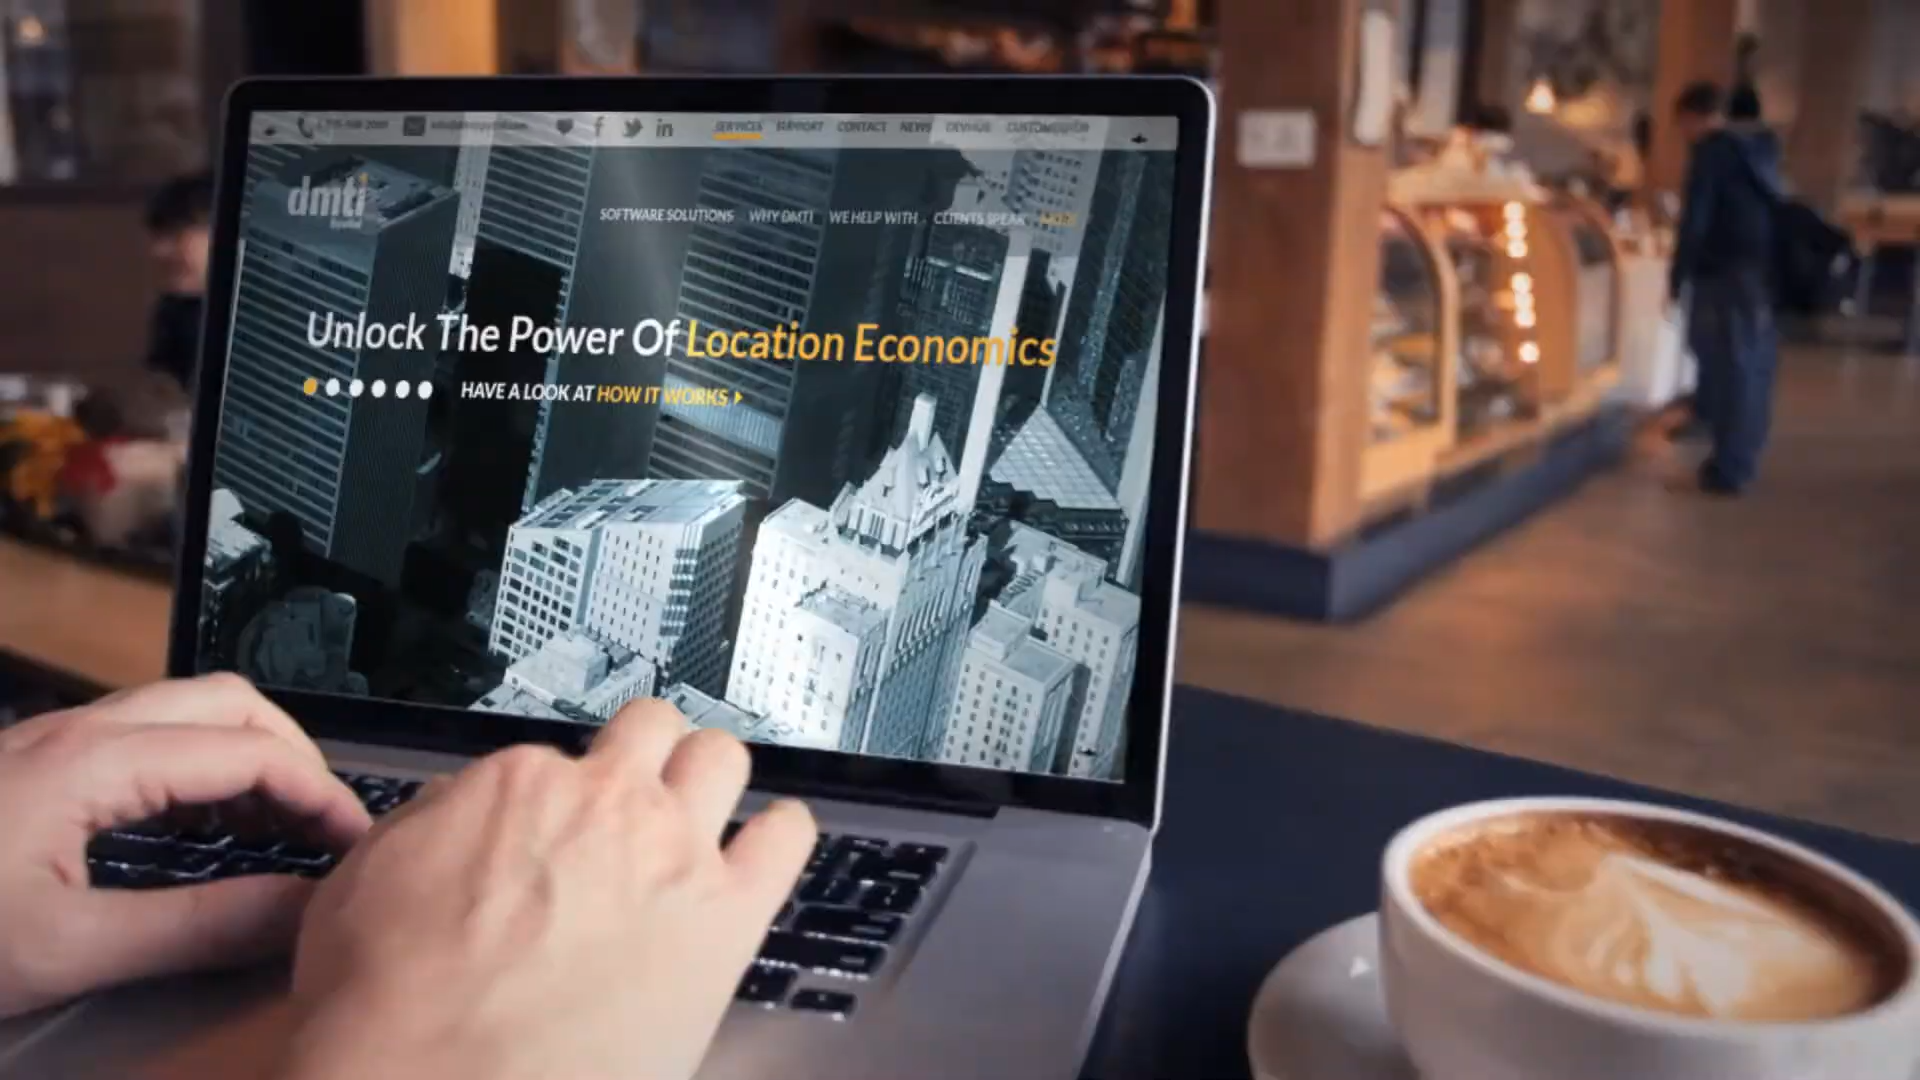 SERVICES SUPPORT CONTACT NEWS
dmti
SOFTWARE SOLUTIONS WHY DMTI WE HELP WITH CLIENTS SPEAK
Unlock The Power Of Location Economics
HAVE A LOOK AT HOW IT WORKS